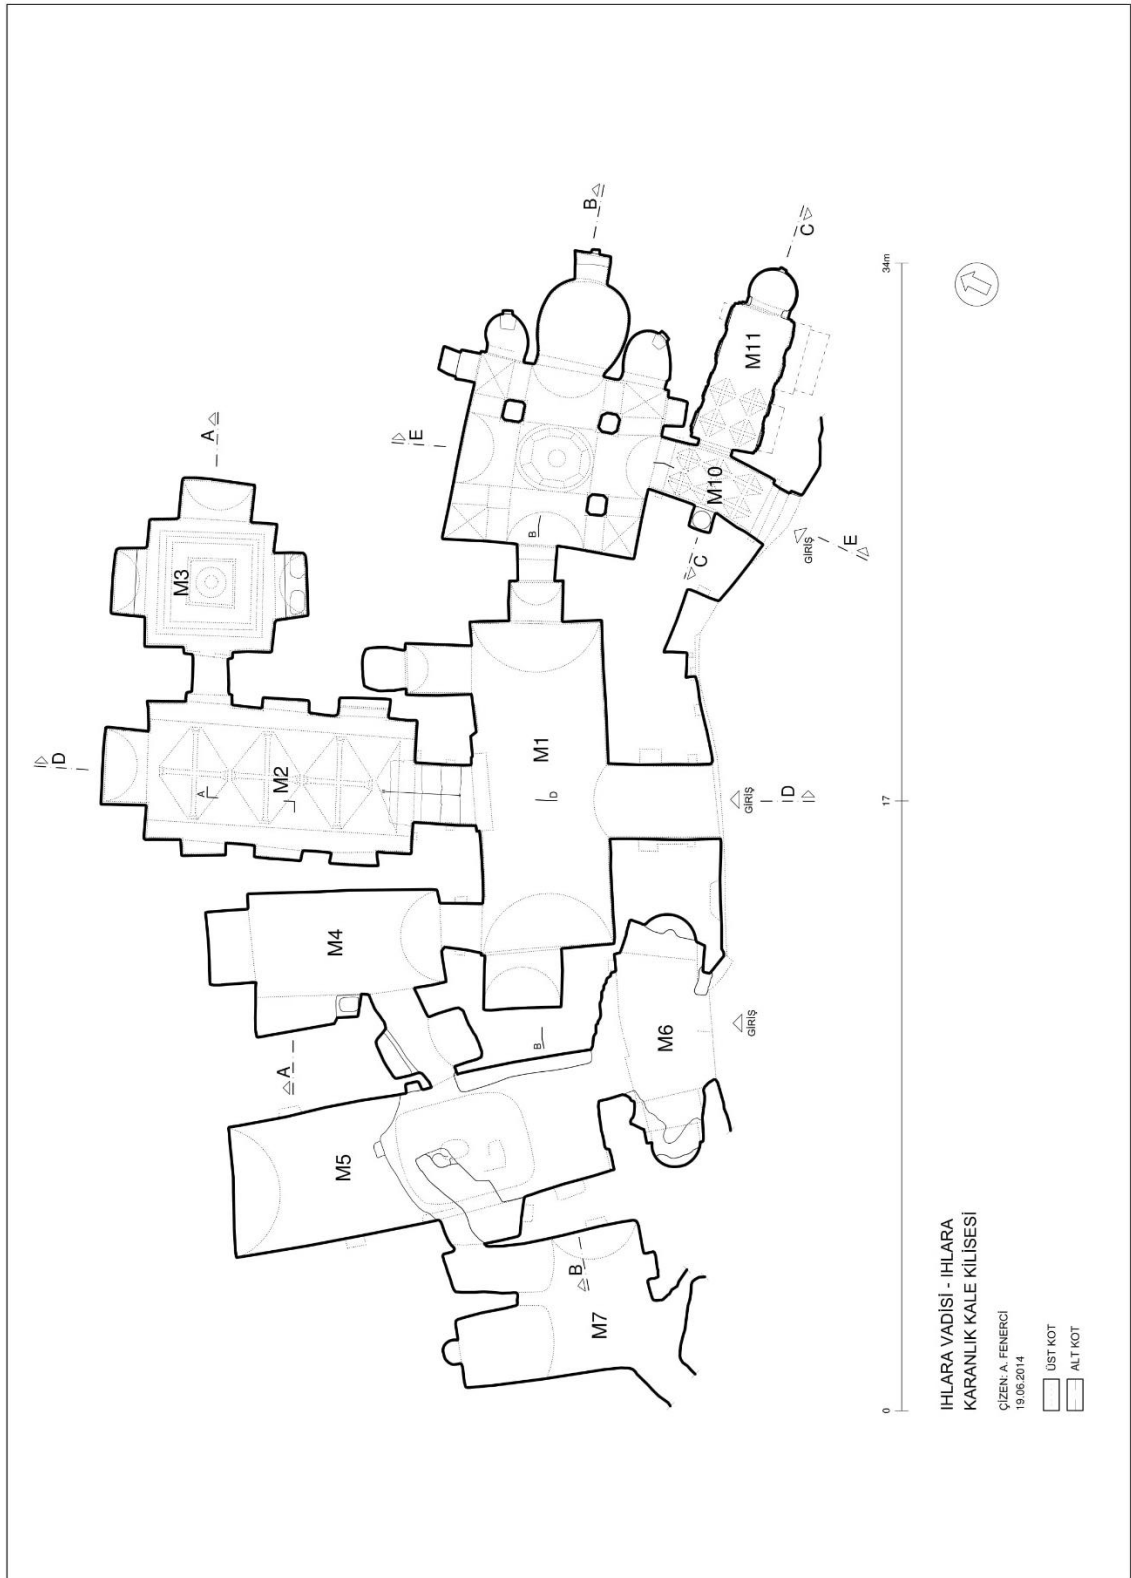 IHLARA VADİSİ - IHLARA
KARANLIK KALE KİLİSESİ
ÇİZEN: A. FENERCİ
19.06.2014
ÜST KOT
ALT KOT
0
17
34m
M1
M2
M3
M4
M5
M6
M7
M10
M11
GİRİŞ
GİRİŞ
GİRİŞ
A
A
A
B
B
B
B
C
C
D
D
D
E
E